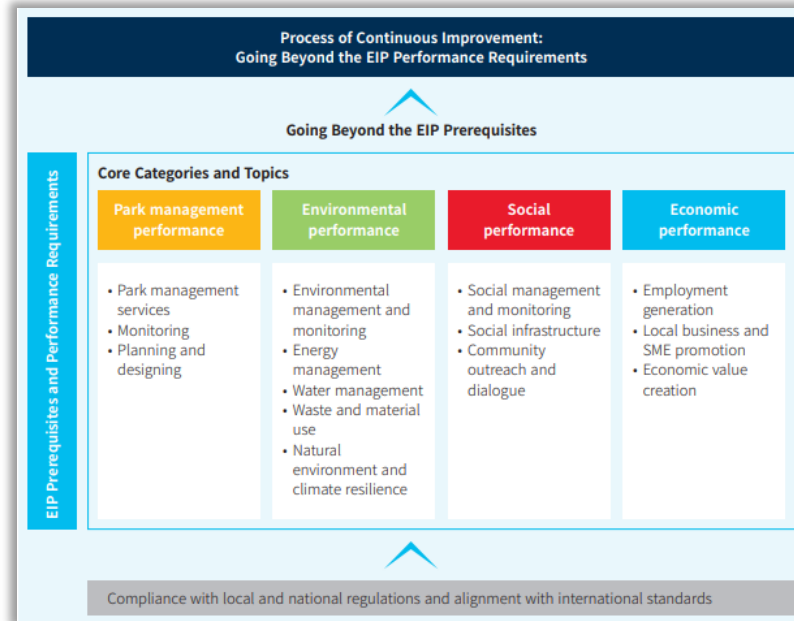 Process of Continuous Improvement:
Going Beyond the EIP Performance Requirements
Going Beyond the EIP Prerequisites
EIP Prerequisites and Performance Requirements
Core Categories and Topics
Park management
performance
• Park management
services
• Monitoring
• Planning and
designing
Environmental
performance
• Environmental
management and
monitoring
• Energy
management
• Water management
• Waste and material
use
• Natural
environment and
climate resilience
Social
performance
• Social management
and monitoring
• Social infrastructure
• Community
outreach and
dialogue
Economic
performance
• Employment
generation
• Local business and
SME promotion
• Economic value
creation
Compliance with local and national regulations and alignment with international standards